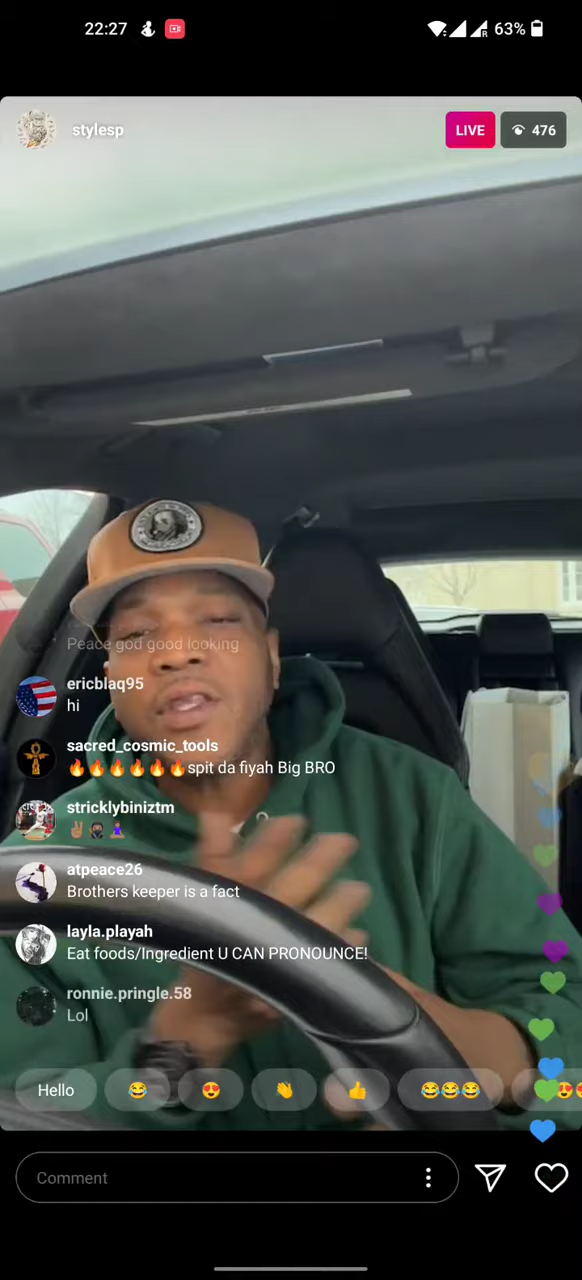 22:27
R
63%
stylesp
LIVE
476
Peace god good looking
ericblaq95
hi
sacred_cosmic_tools
🔥🔥🔥🔥🔥🔥spit da fiyah Big BRO
stricklybiniztm
atpeace26
Brothers keeper is a fact
layla.playah
Eat foods/Ingredient U CAN PRONOUNCE!
ronnie.pringle.58
Lol
Hello
Comment